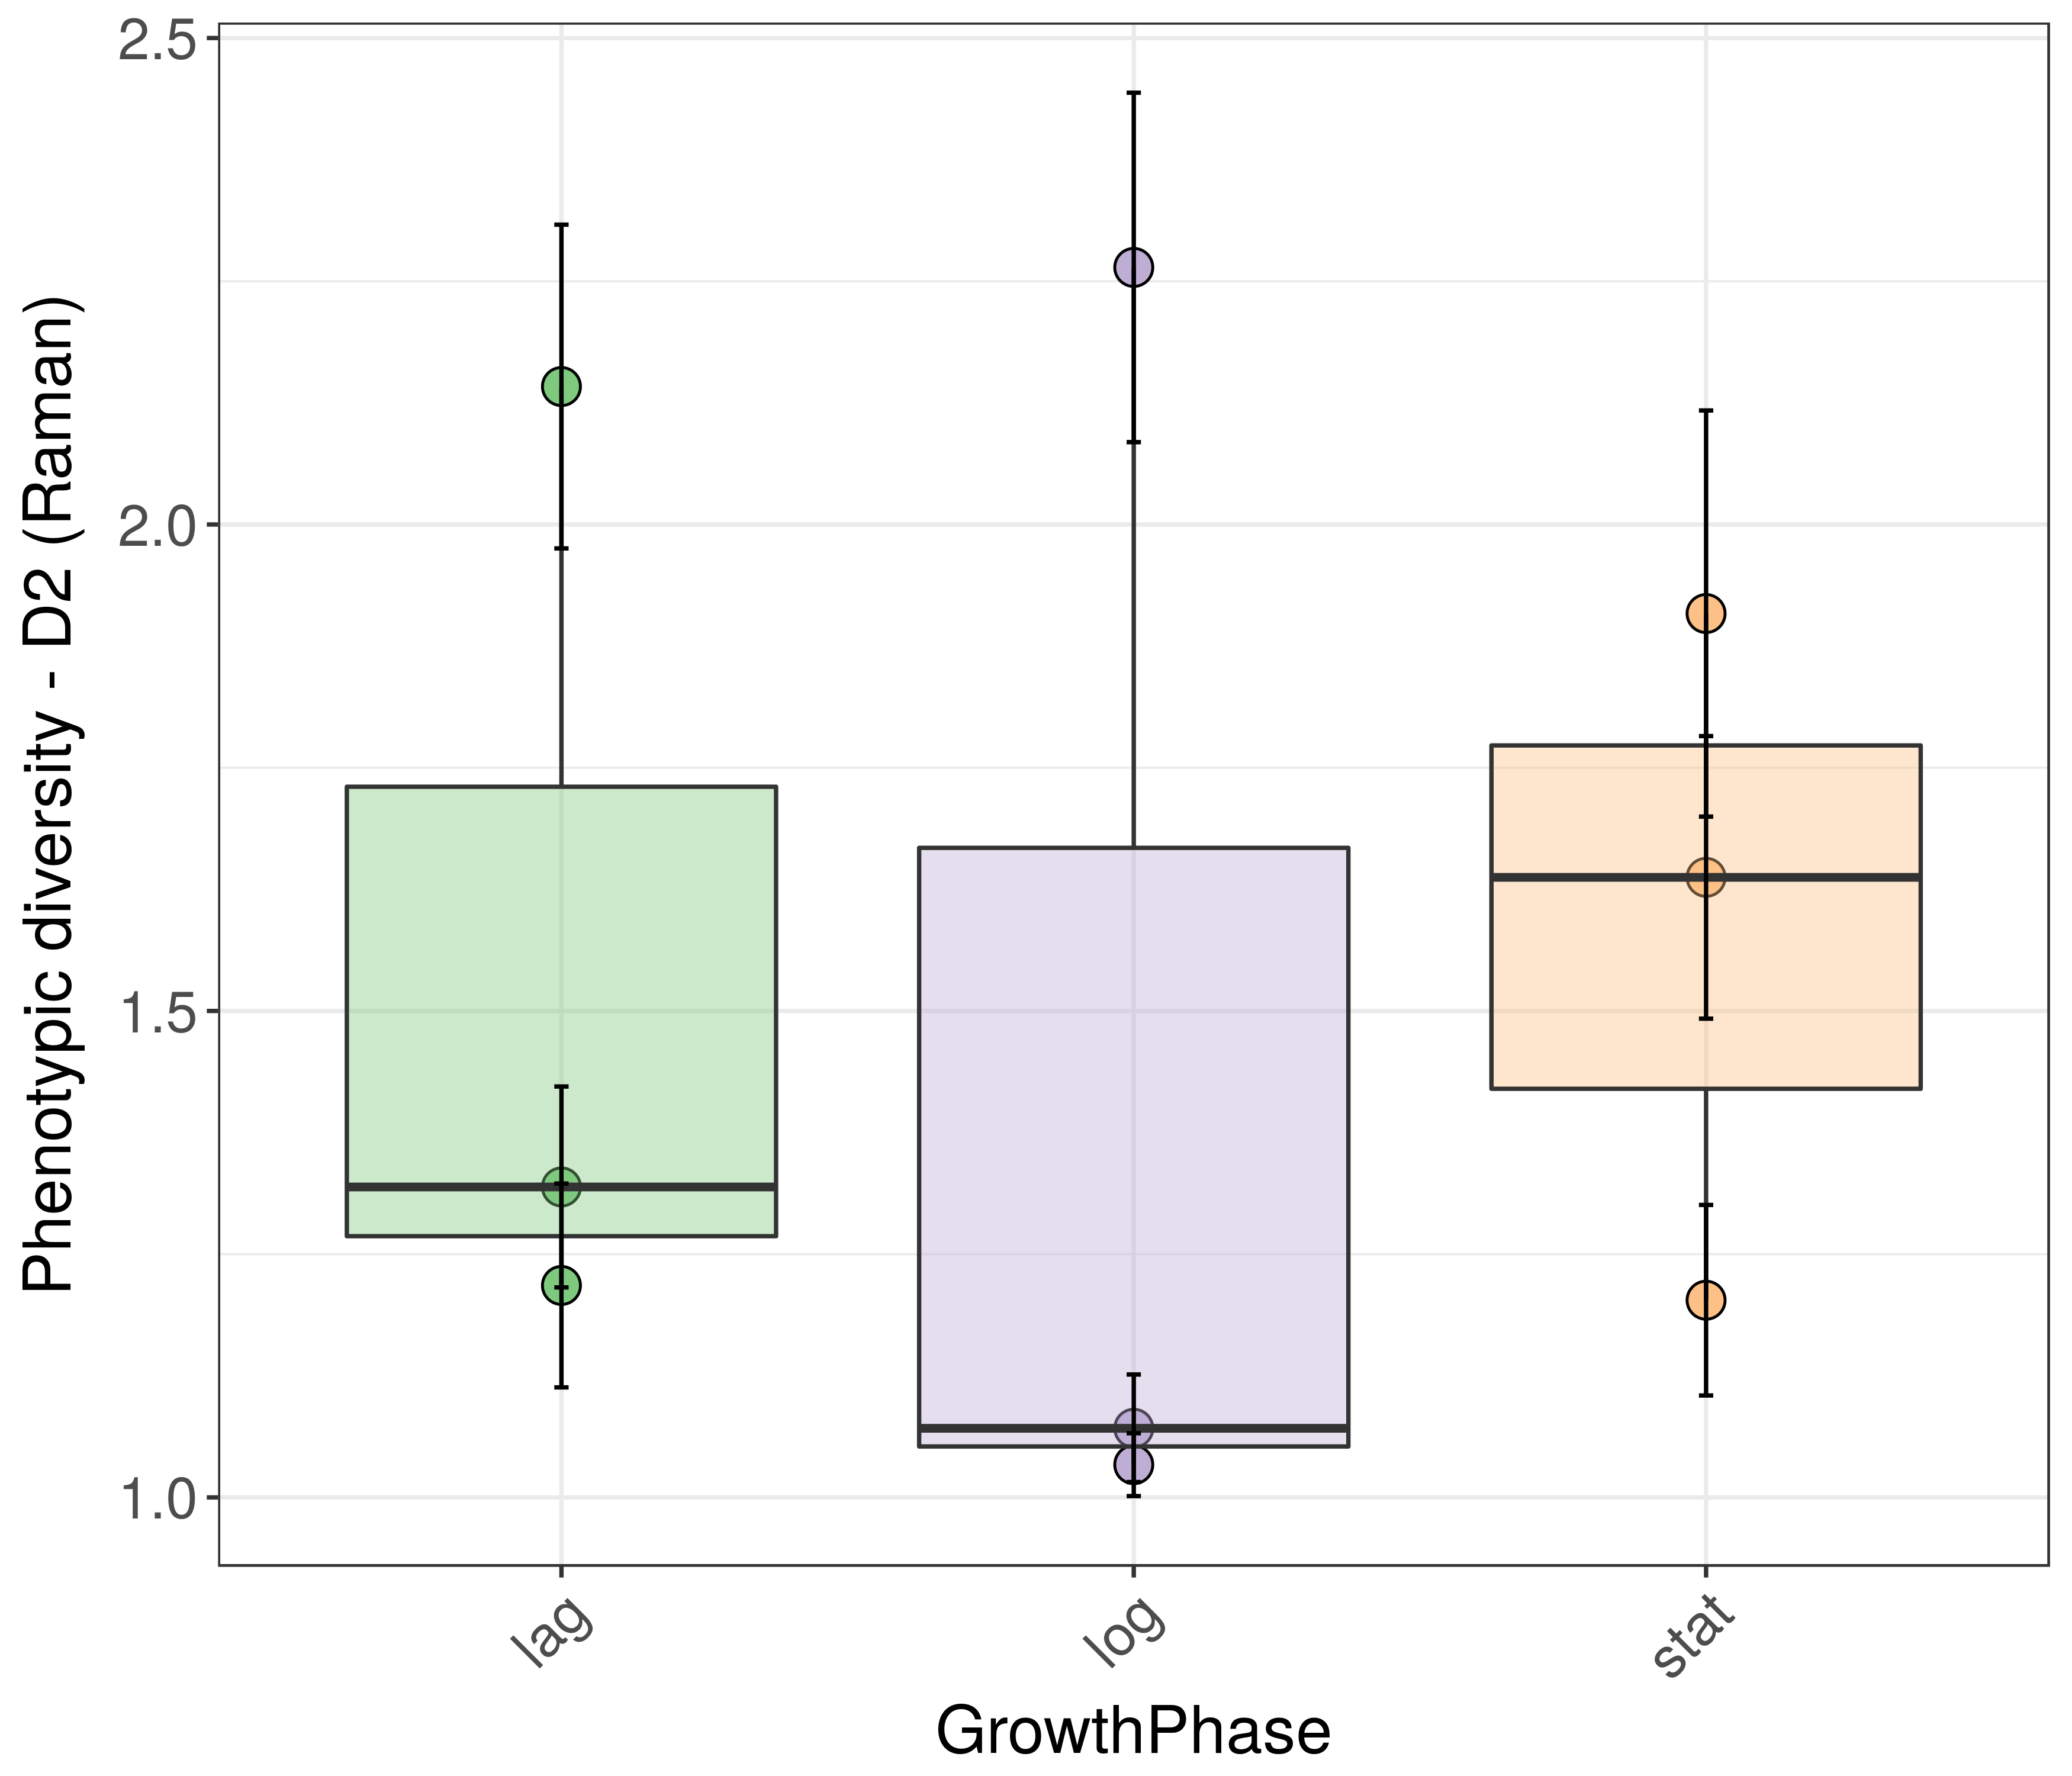 Phenotypic diversity - D2 (Raman)
2.5
2.0
1.5
1.0
lag
log
stat
GrowthPhase